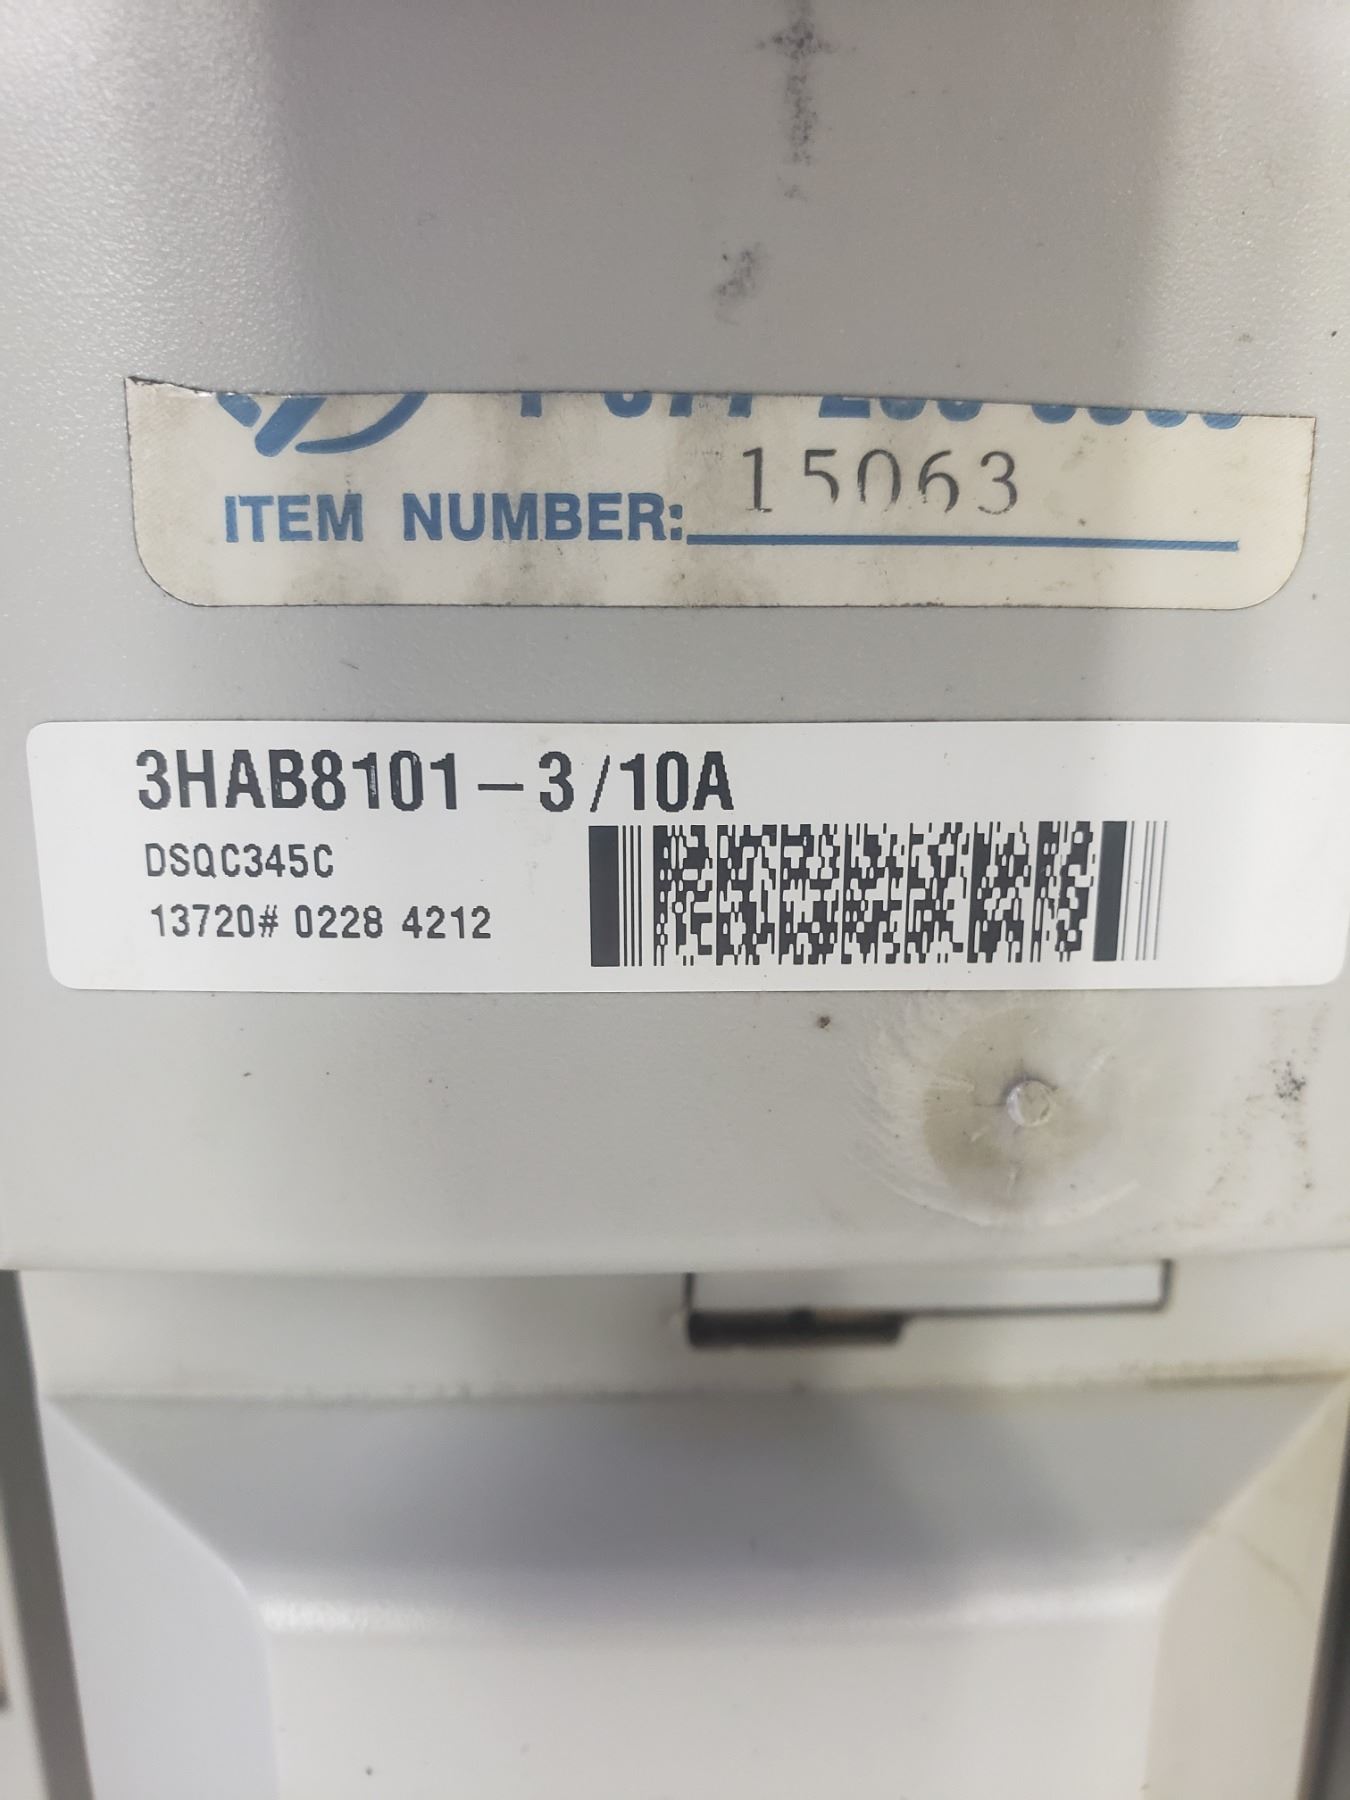 15063
ITEM NUMBER:
3HAB8101-3/10A
DSQC345C
13720# 0228 4212